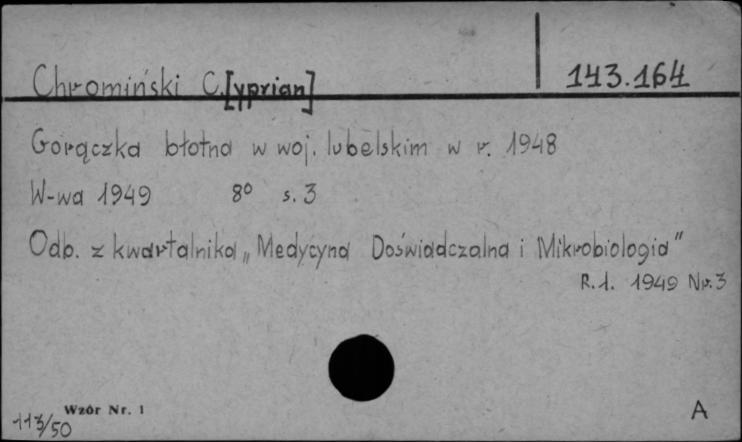 Chromiński C.[yprian] 143.164
Gorączka błotna w woj. lubelskim w r. 1948
W-wa 1949 8° s. 3
Odb. z kwartalnika „Medycyna Doświadczalna i Mikrobiologia”
R.1. 1949 Nr. 3
Wzór Nr. 1
113/50
A